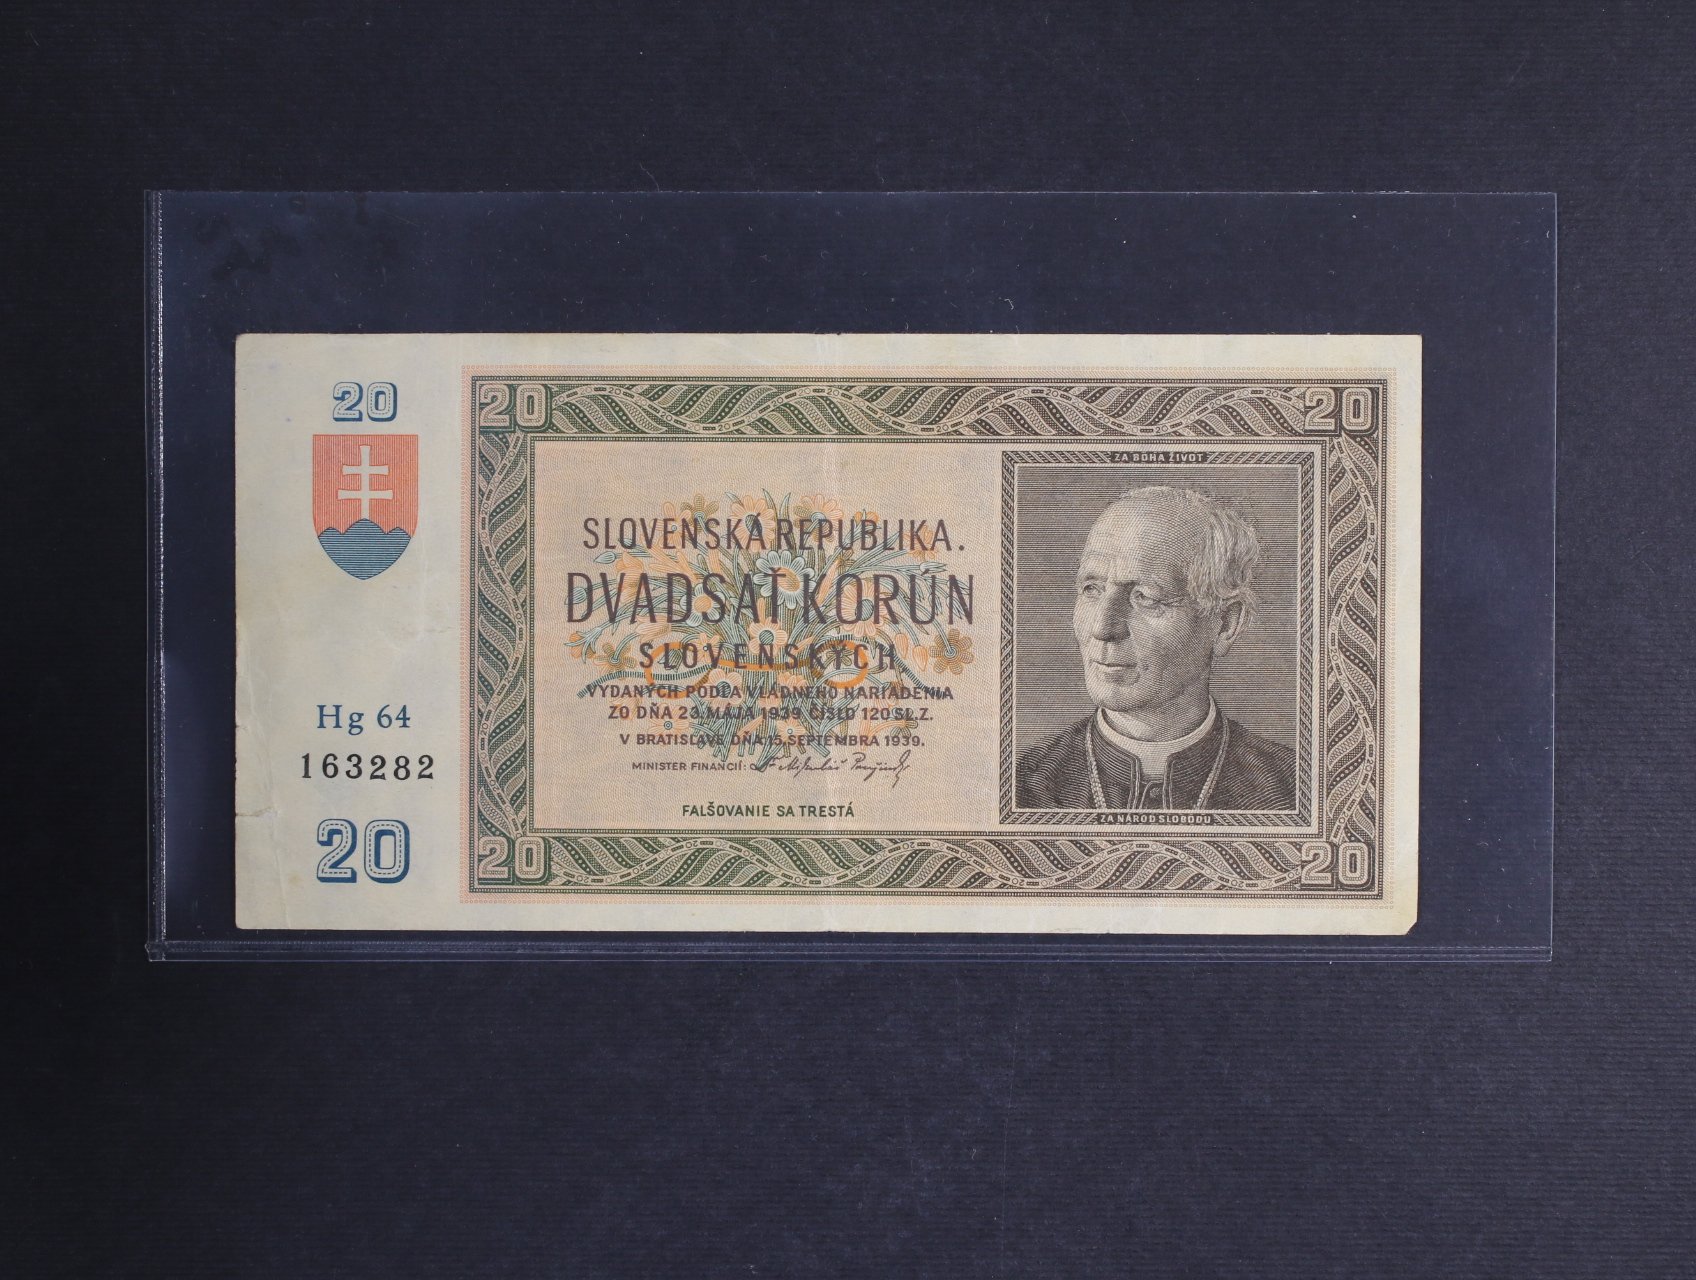 20
20
20
ZA BOHA ŽIVOT
SLOVENSKÁ REPUBLIKA.
DVADSAŤ KORÚN
SLOVENSKÝCH
VYDANÝCH PODĽA VLÁDNEHO NARIADENIA
ZO DŇA 23. MÁJA 1939 ČÍSLO 120 SL. Z.
V BRATISLAVE DŇA 15. SEPTEMBRA 1939.
MINISTER FINANCIÍ:
FALŠOVANIE SA TRESTÁ
ZA NÁROD SLOBODU
Hg 64
163282
20
20
20